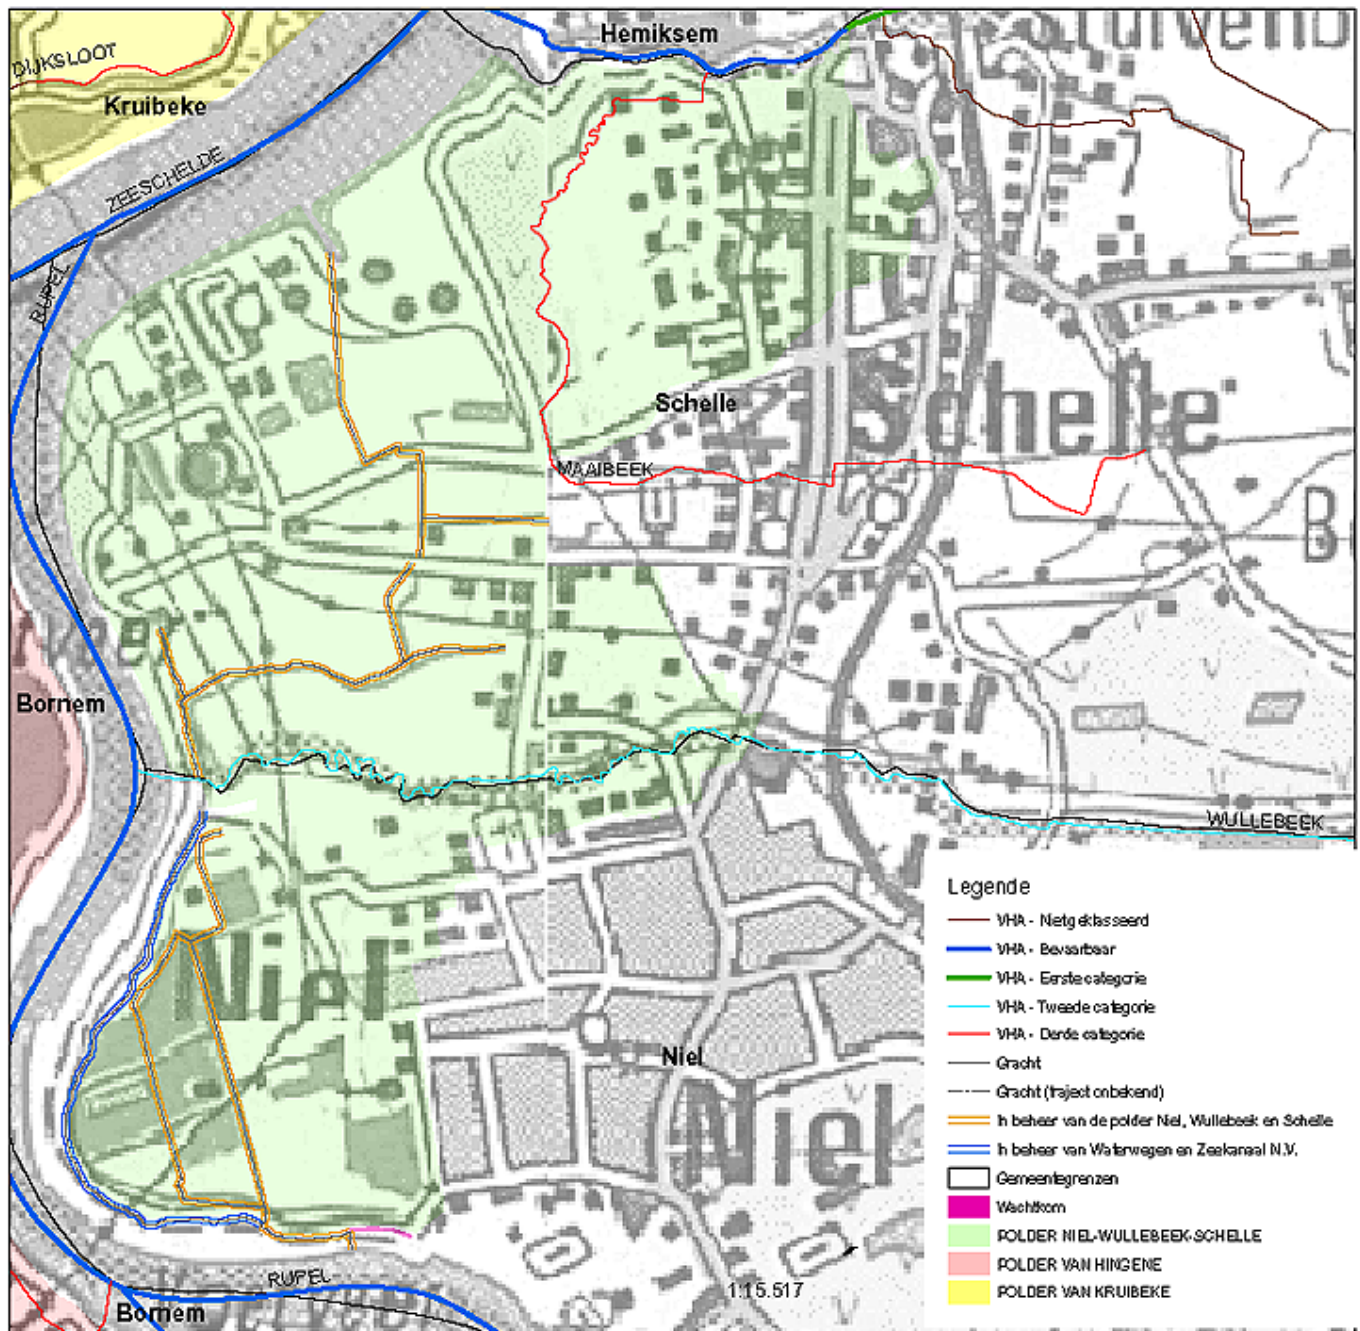 Hemiksem
DIJKSLOOT
Kruibeke
ZEESCHELDE
RUPEL
Schelle
Schelle
MAAIBEEK
Bornem
WULLEBEEK
Niel
Niel
Niel
RUPEL
1:15.517
Bornem
Legende
VHA - Niet geklasseerd
VHA - Bevaarbaar
VHA - Eerste categorie
VHA - Tweede categorie
VHA - Derde categorie
Gracht
Gracht (traject onbekend)
In beheer van de polder Niel, Wullebeek en Schelle
In beheer van Waterwegen en Zeekanaal N.V.
Gemeentegrenzen
Wachtkom
POLDER NIEL-WULLEBEEK-SCHELLE
POLDER VAN HINGENE
POLDER VAN KRUIBEKE